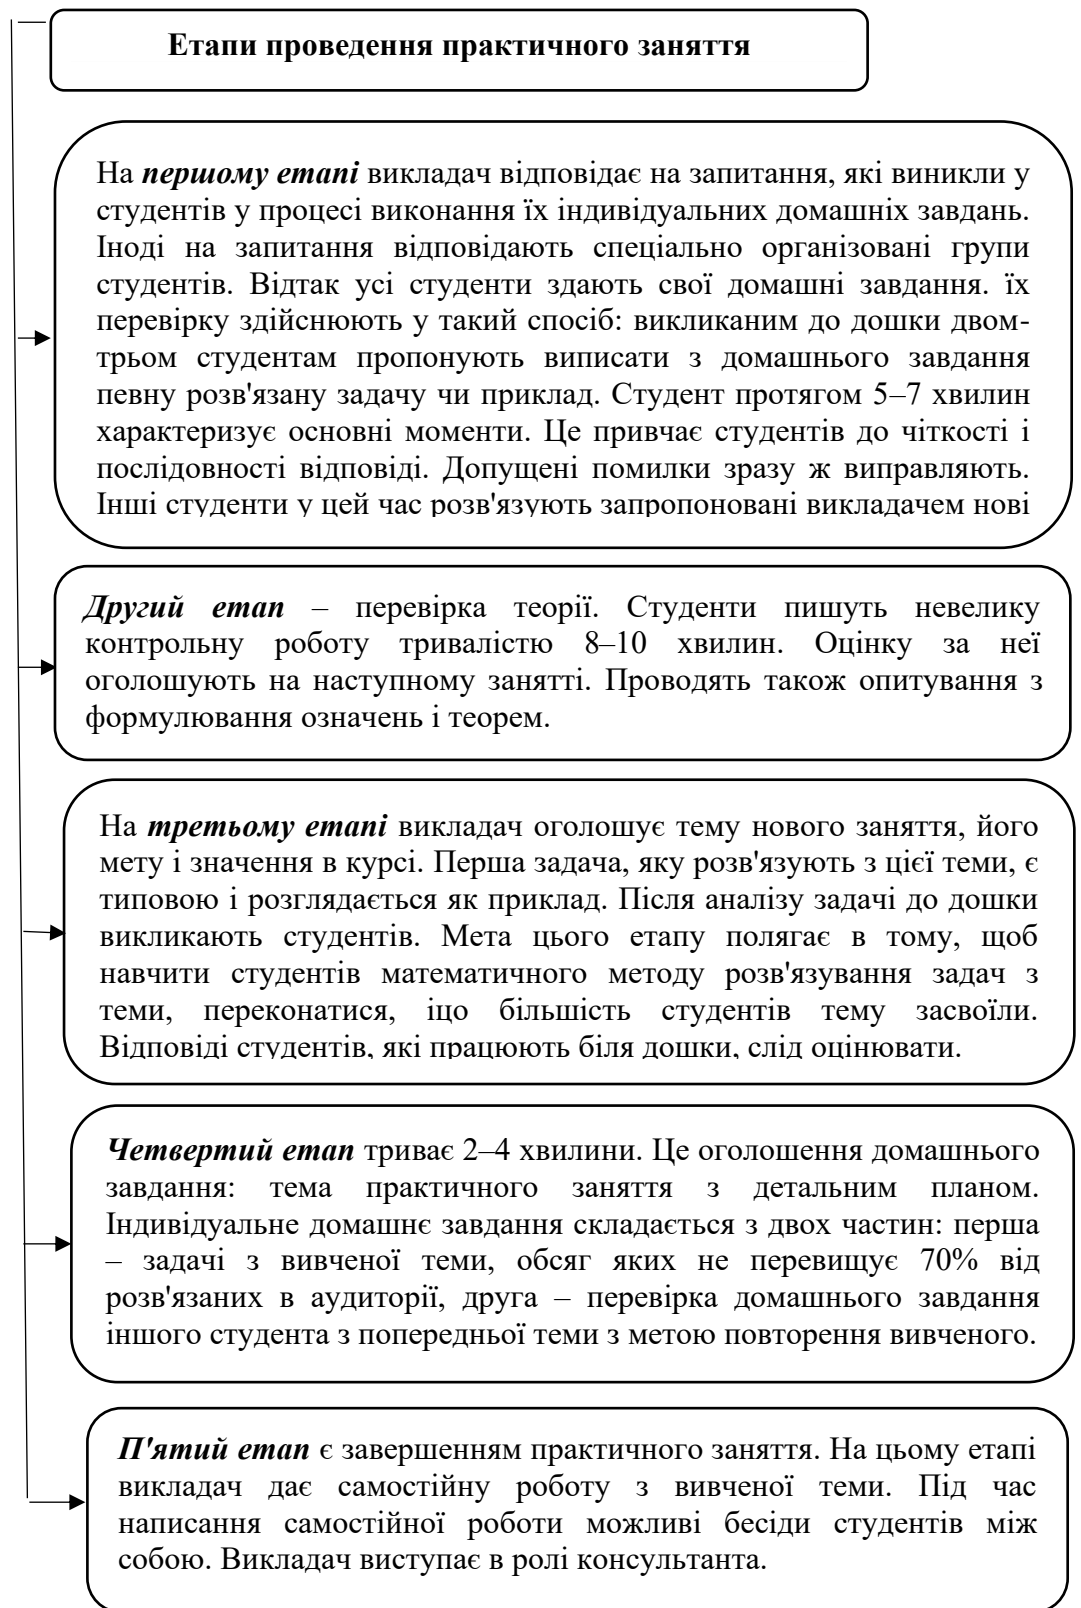 Етапи проведення практичного заняття
На першому етапі викладач відповідає на запитання, які виникли у
студентів у процесі виконання їх індивідуальних домашніх завдань.
Іноді на запитання відповідають спеціально організовані групи
студентів. Відтак усі студенти здають свої домашні завдання. їх
перевірку здійснюють у такий спосіб: викликаним до дошки двом-
трьом студентам пропонують виписати з домашнього завдання
певну розв'язану задачу чи приклад. Студент протягом 5–7 хвилин
характеризує основні моменти. Це привчає студентів до чіткості і
послідовності відповіді. Допущені помилки зразу ж виправляють.
Інші студенти у цей час розв'язують запропоновані викладачем нові
Другий етап – перевірка теорії. Студенти пишуть невелику
контрольну роботу тривалістю 8–10 хвилин. Оцінку за неї
оголошують на наступному занятті. Проводять також опитування з
формулювання означень і теорем.
На третьому етапі викладач оголошує тему нового заняття, його
мету і значення в курсі. Перша задача, яку розв'язують з цієї теми, є
типовою і розглядається як приклад. Після аналізу задачі до дошки
викликають студентів. Мета цього етапу полягає в тому, щоб
навчити студентів математичного методу розв'язування задач з
теми, переконатися, іцо більшість студентів тему засвоїли.
Відповіді студентів, які працюють біля дошки, слід оцінювати.
Четвертий етап триває 2–4 хвилини. Це оголошення домашнього
завдання: тема практичного заняття з детальним планом.
Індивідуальне домашнє завдання складається з двох частин: перша
– задачі з вивченої теми, обсяг яких не перевищує 70% від
розв'язаних в аудиторії, друга – перевірка домашнього завдання
іншого студента з попередньої теми з метою повторення вивченого.
П'ятий етап є завершенням практичного заняття. На цьому етапі
викладач дає самостійну роботу з вивченої теми. Під час
написання самостійної роботи можливі бесіди студентів між
собою. Викладач виступає в ролі консультанта.